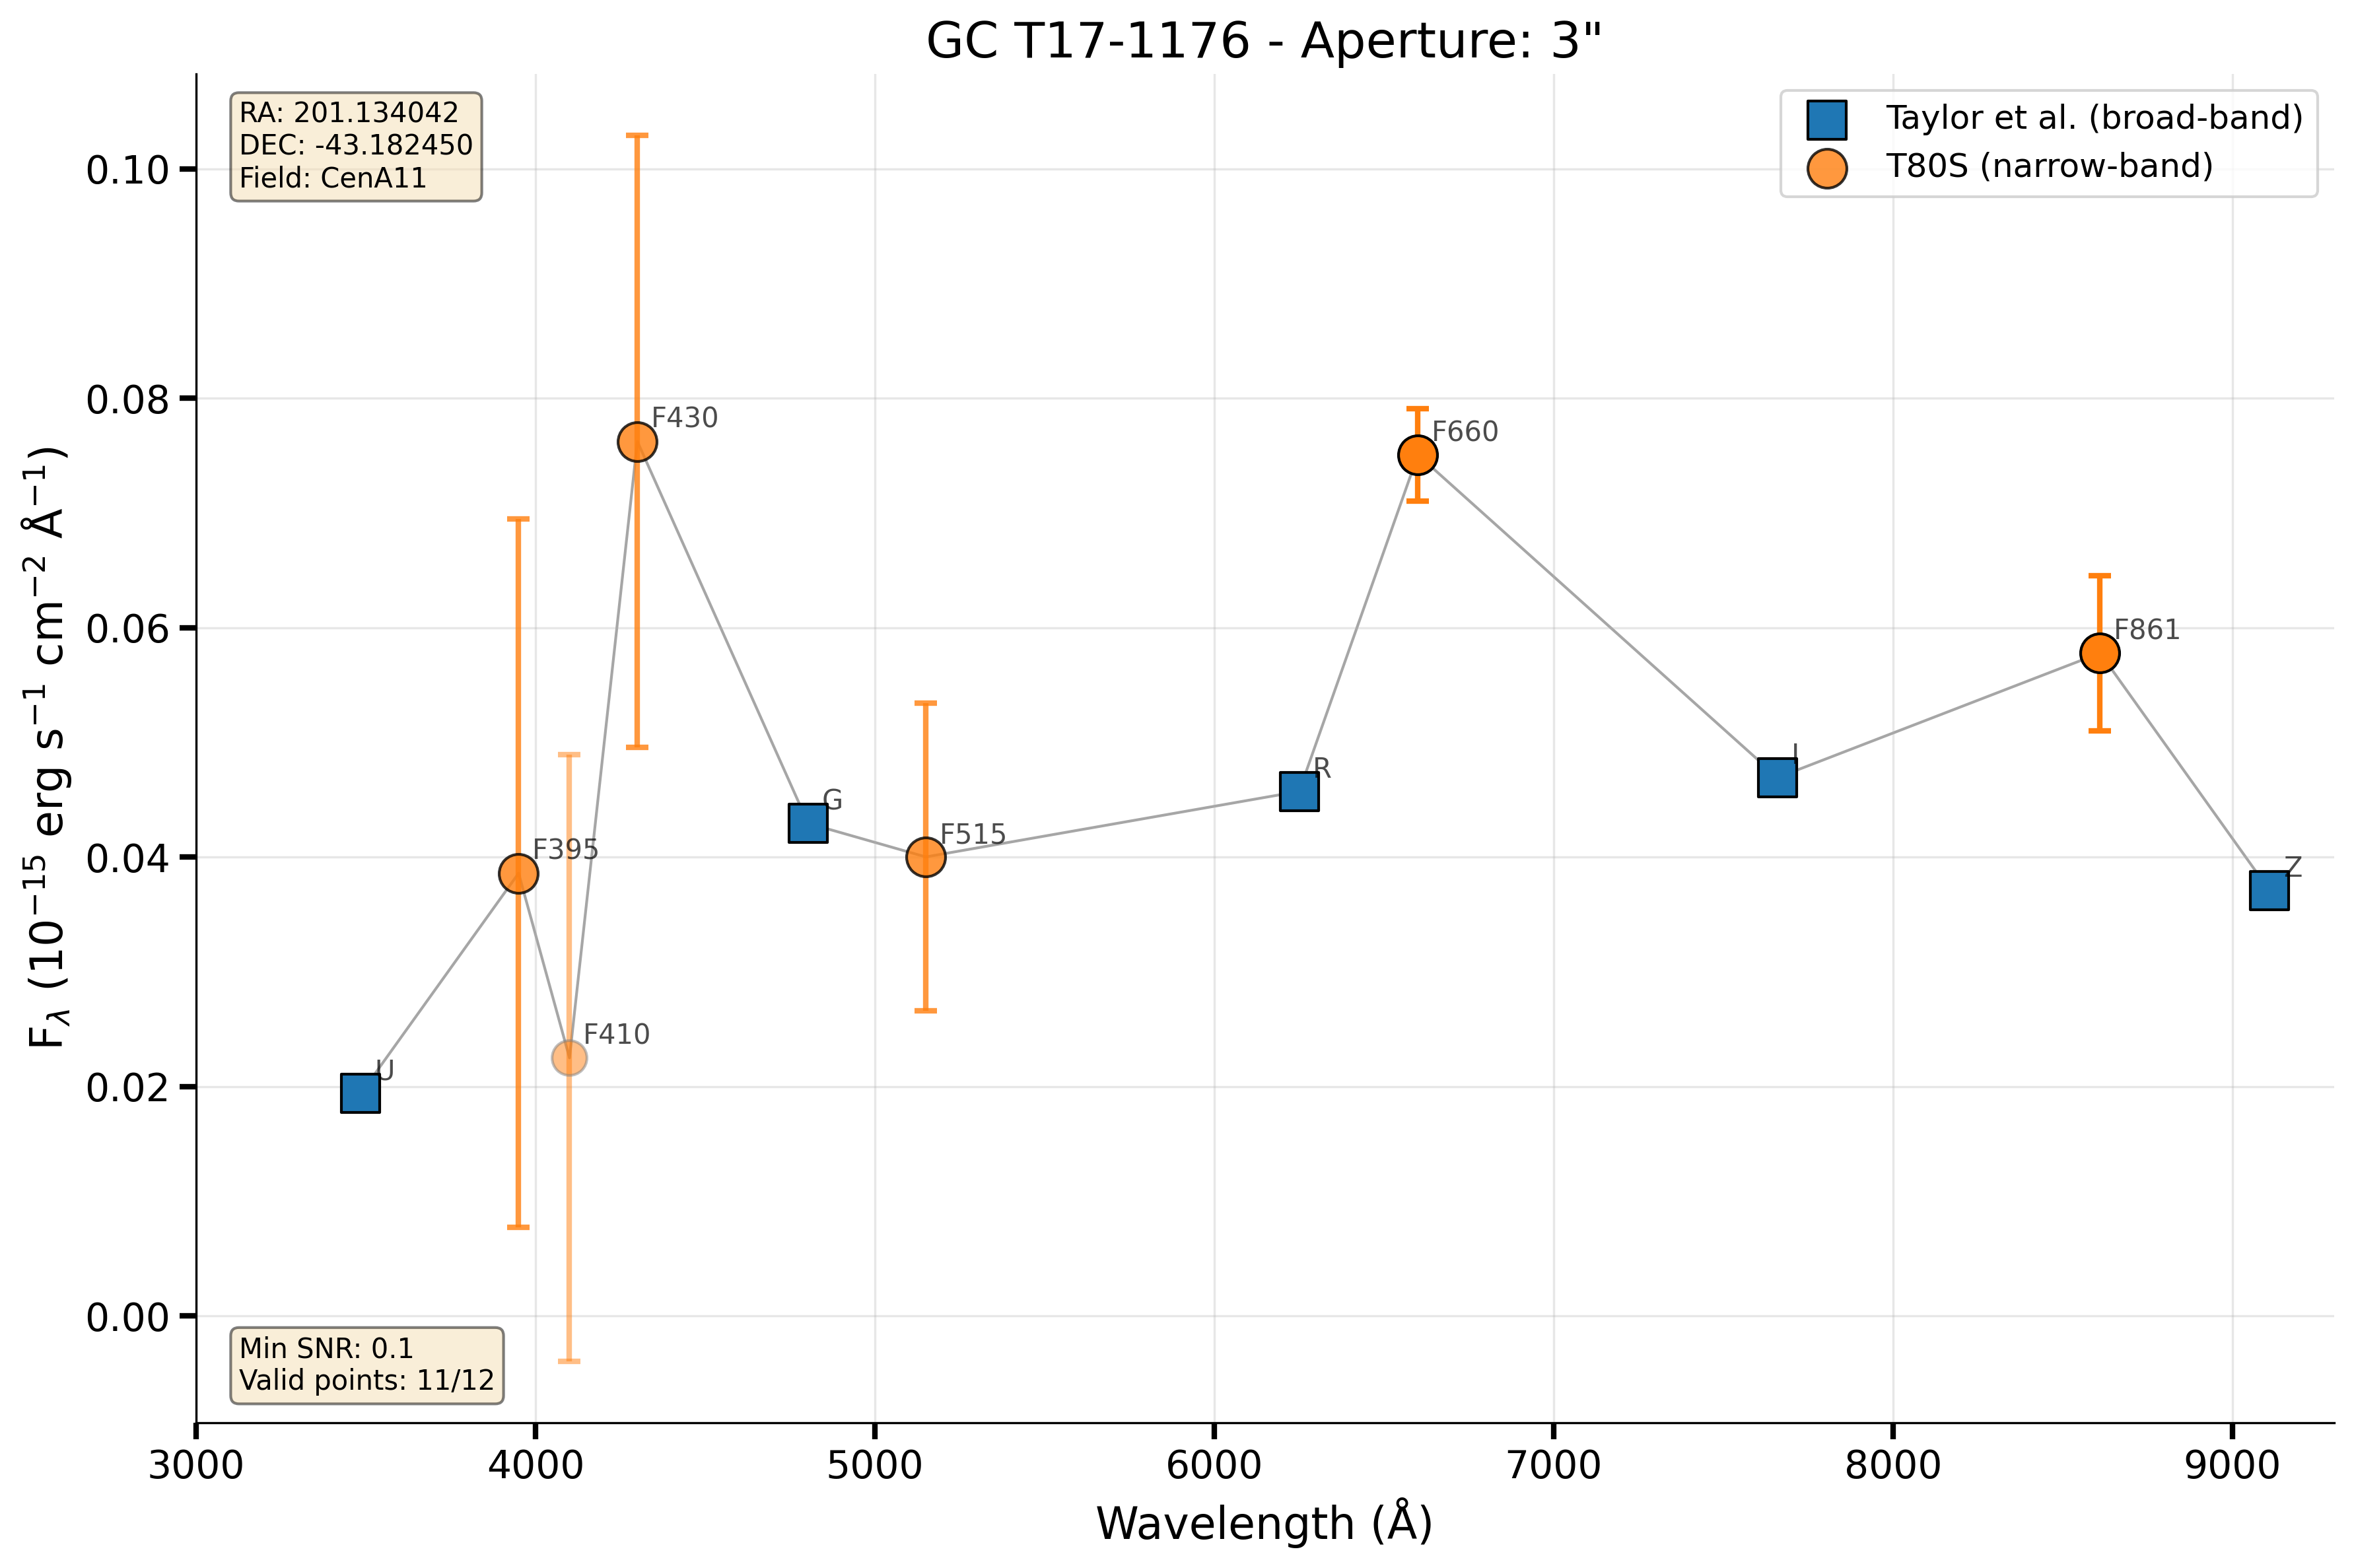 GC T17-1176 - Aperture: 3"
RA: 201.134042
DEC: -43.182450
Field: CenA11
Taylor et al. (broad-band)
T80S (narrow-band)
0.10
0.08
0.06
0.04
0.02
0.00
F430
F660
F861
I
R
G
F515
F395
Z
F410
U
Min SNR: 0.1
Valid points: 11/12
3000 4000 5000 6000 7000 8000 9000
Wavelength (Å)
Fλ (10⁻¹⁵ erg s⁻¹ cm⁻² Å⁻¹)